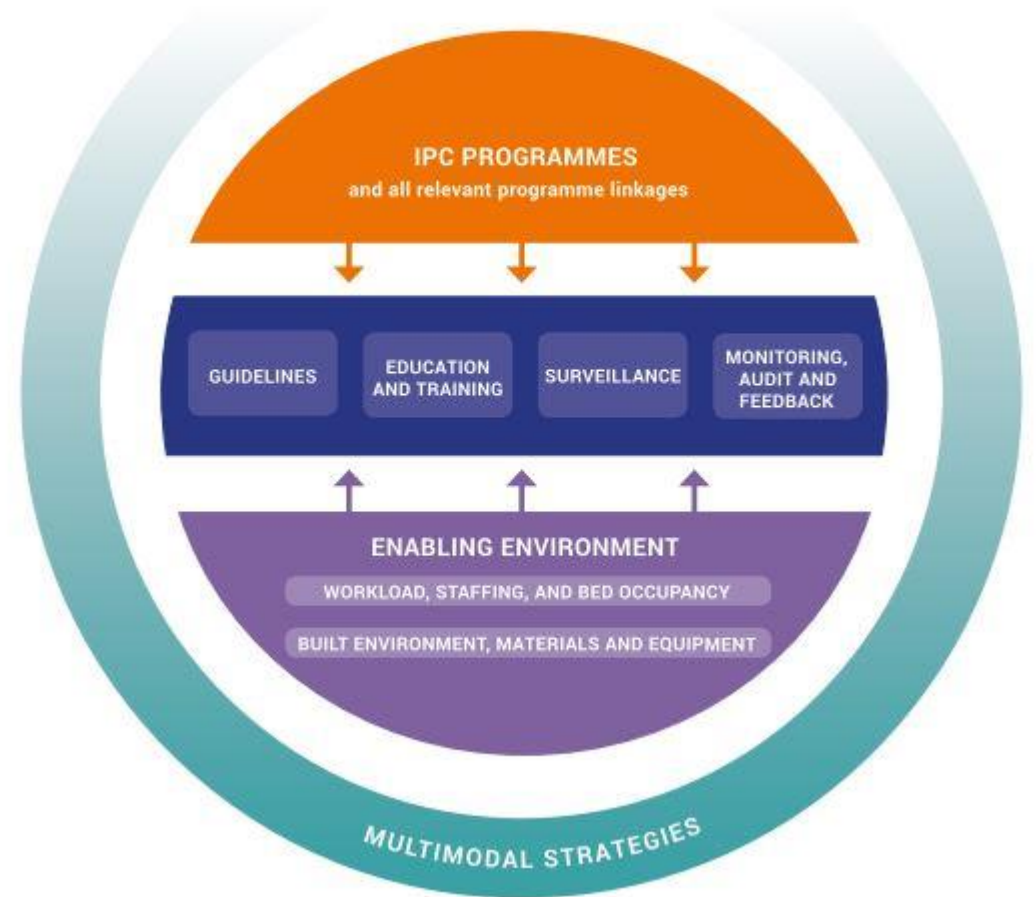 IPC PROGRAMMES
and all relevant programme linkages
GUIDELINES
EDUCATION
AND TRAINING
SURVEILLANCE
MONITORING,
AUDIT AND
FEEDBACK
ENABLING ENVIRONMENT
WORKLOAD, STAFFING, AND BED OCCUPANCY
BUILT ENVIRONMENT, MATERIALS AND EQUIPMENT
MULTIMODAL STRATEGIES